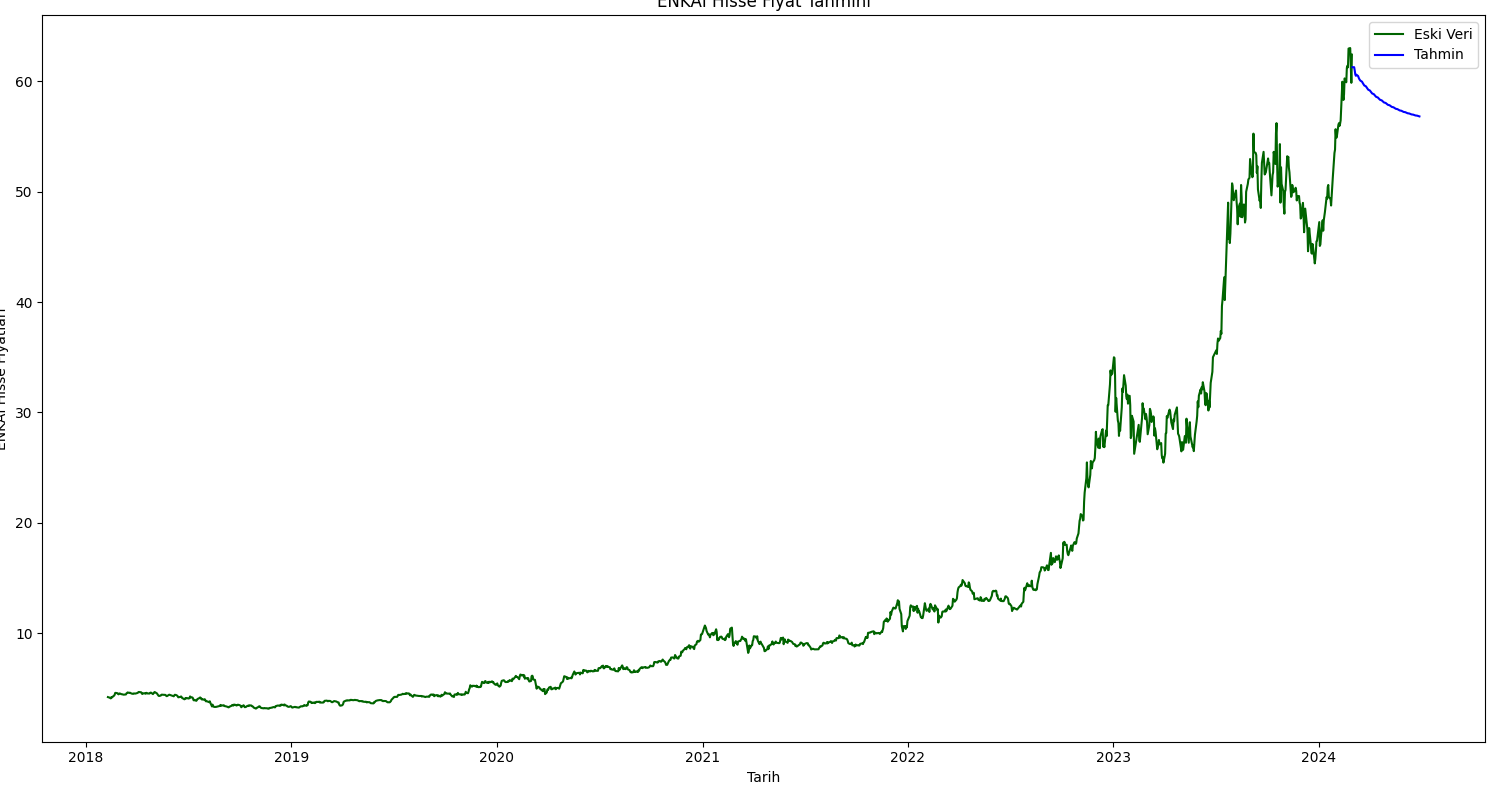 ENKAI Hisse Fiyat Tahmini
Eski Veri
Tahmin
ENKAI Hisse Fiyatları
60
50
40
30
20
10
2018 2019 2020 2021 2022 2023 2024
Tarih